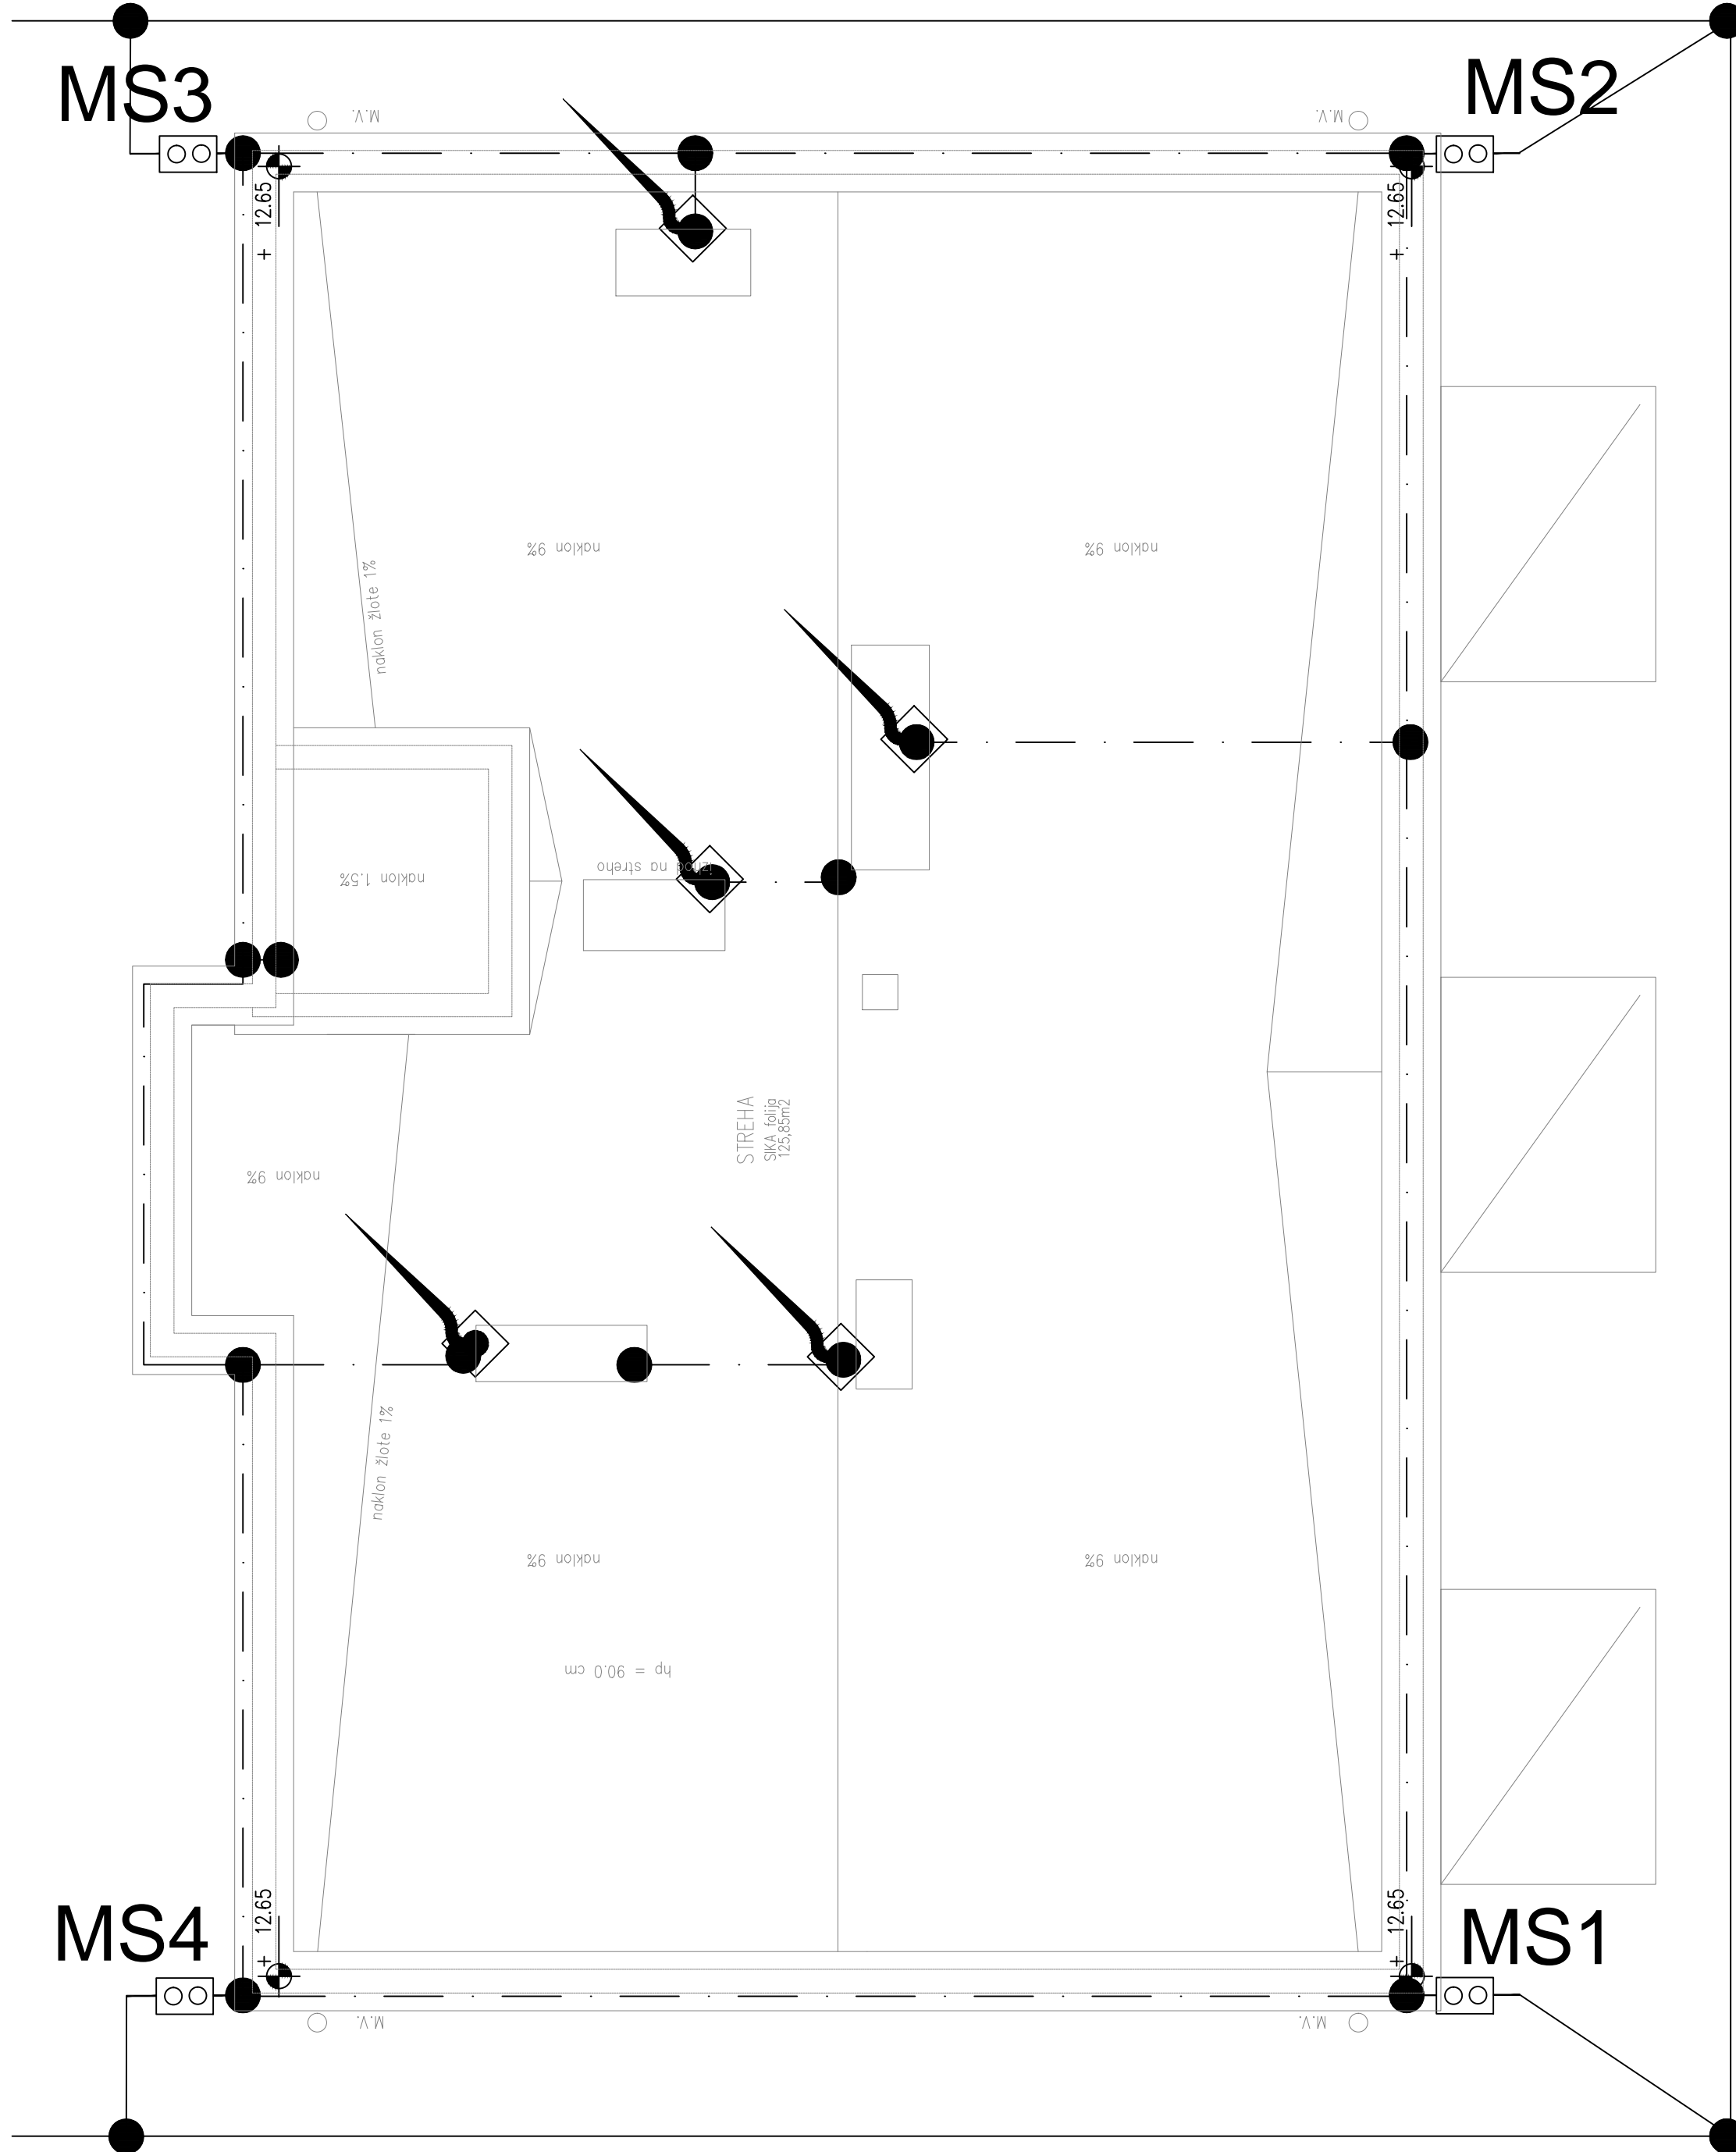 MS3
MS2
M.V.
M.V.
+ 12.65
+ 12.65
naklon 9%
naklon 9%
naklon žlote 1%
izhod na streho
naklon 1.5%
STREHA
SIKA folija
125,85m2
naklon 9%
naklon žlote 1%
naklon 9%
naklon 9%
hp = 90.0 cm
+ 12.65
+ 12.65
MS4
MS1
M.V.
M.V.